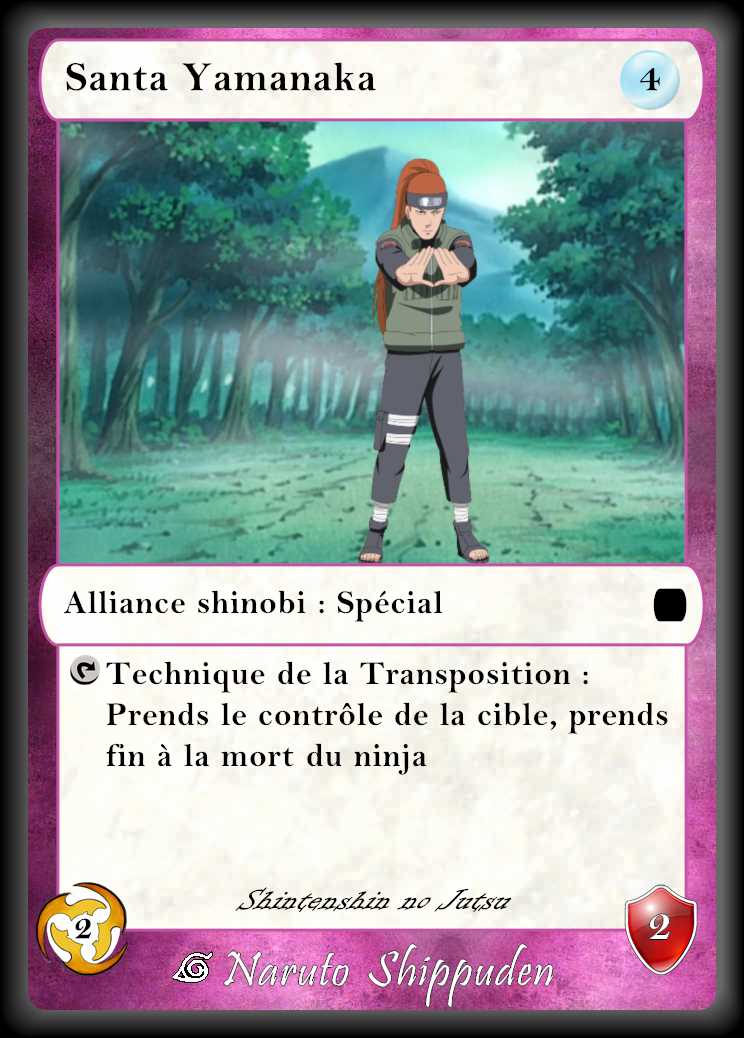 Santa Yamanaka 4
Alliance shinobi : Spécial
Technique de la Transposition :
Prends le contrôle de la cible, prends
fin à la mort du ninja
Shintenshin no Jutsu
2 2
Naruto Shippuden